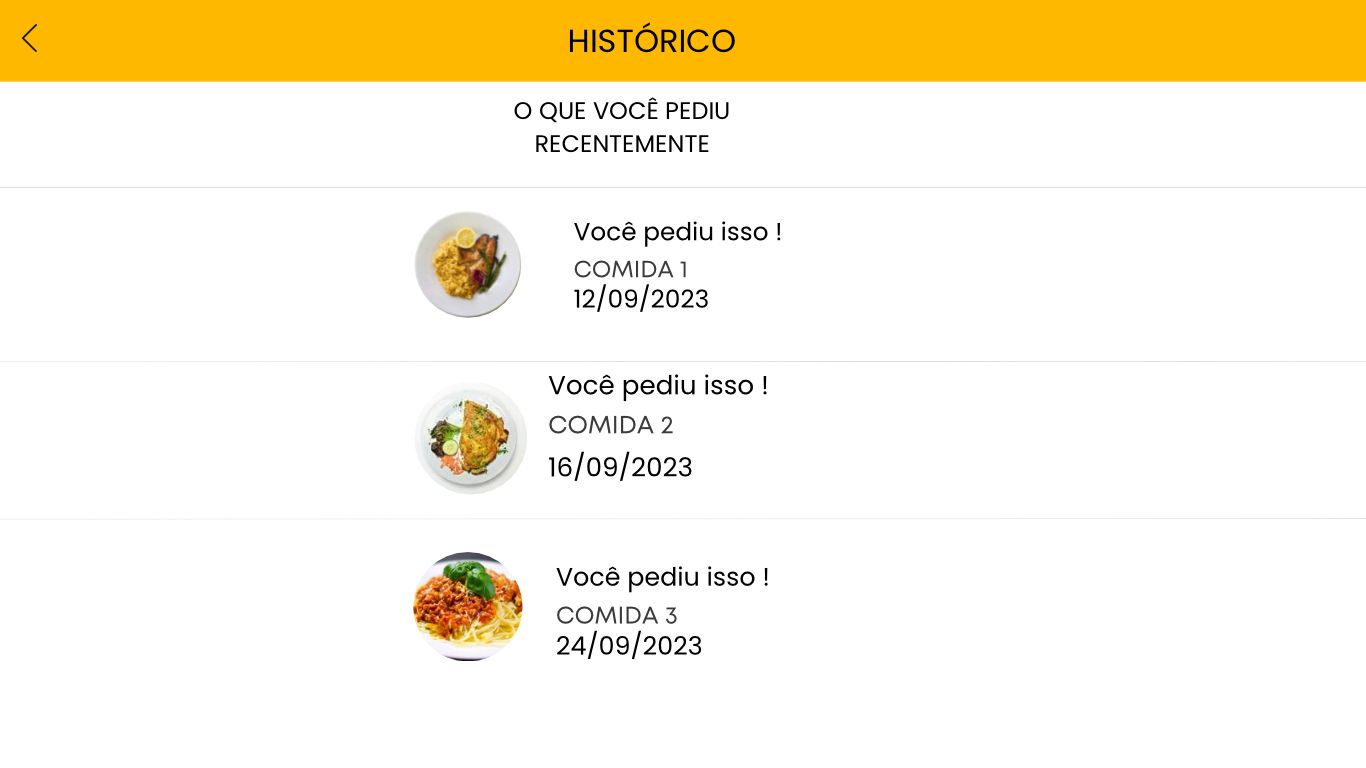 HISTÓRICO
O QUE VOCÊ PEDIU
RECENTEMENTE
Você pediu isso !
COMIDA 1
12/09/2023
Você pediu isso !
COMIDA 2
16/09/2023
Você pediu isso !
COMIDA 3
24/09/2023